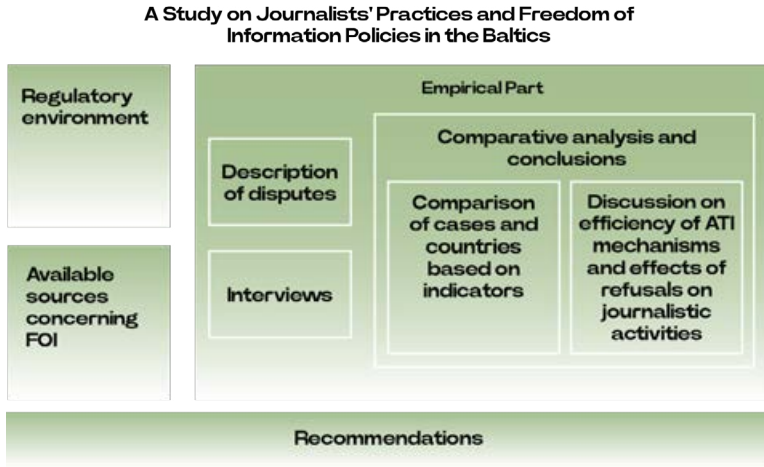 A Study on Journalists' Practices and Freedom of
Information Policies in the Baltics
Regulatory
environment
Available
sources
concerning
FOI
Empirical Part
Description
of disputes
Interviews
Comparative analysis and
conclusions
Comparison
of cases and
countries
based on
indicators
Discussion on
efficiency of ATI
mechanisms
and effects of
refusals on
journalistic
activities
Recommendations